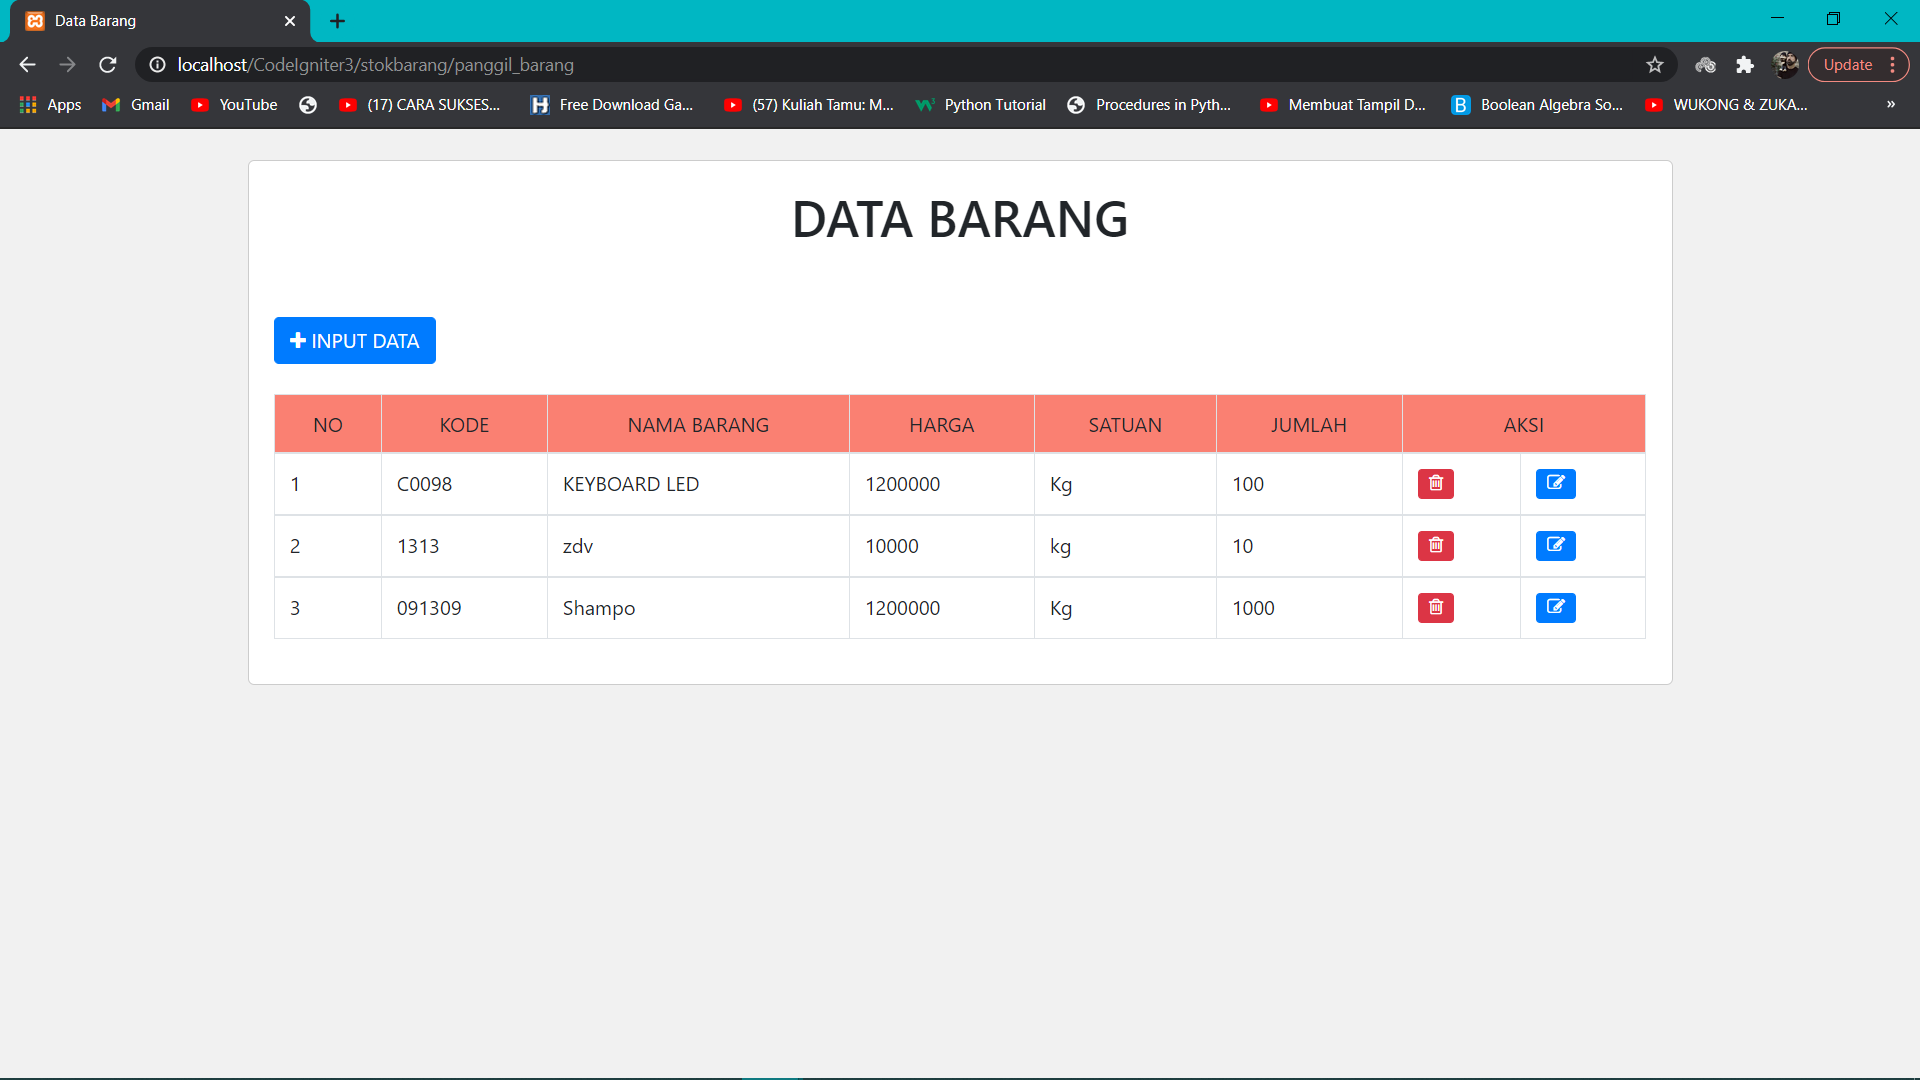 Data Barang
localhost/CodeIgniter3/stokbarang/panggil_barang
Update
Apps Gmail YouTube (17) CARA SUKSES... Free Download Ga... (57) Kuliah Tamu: M... Python Tutorial Procedures in Pyth... Membuat Tampil D... Boolean Algebra So... WUKONG & ZUKA... »
DATA BARANG
INPUT DATA
NO KODE NAMA BARANG HARGA SATUAN JUMLAH AKSI
1 C0098 KEYBOARD LED 1200000 Kg 100
2 1313 zdv 10000 kg 10
3 091309 Shampo 1200000 Kg 1000